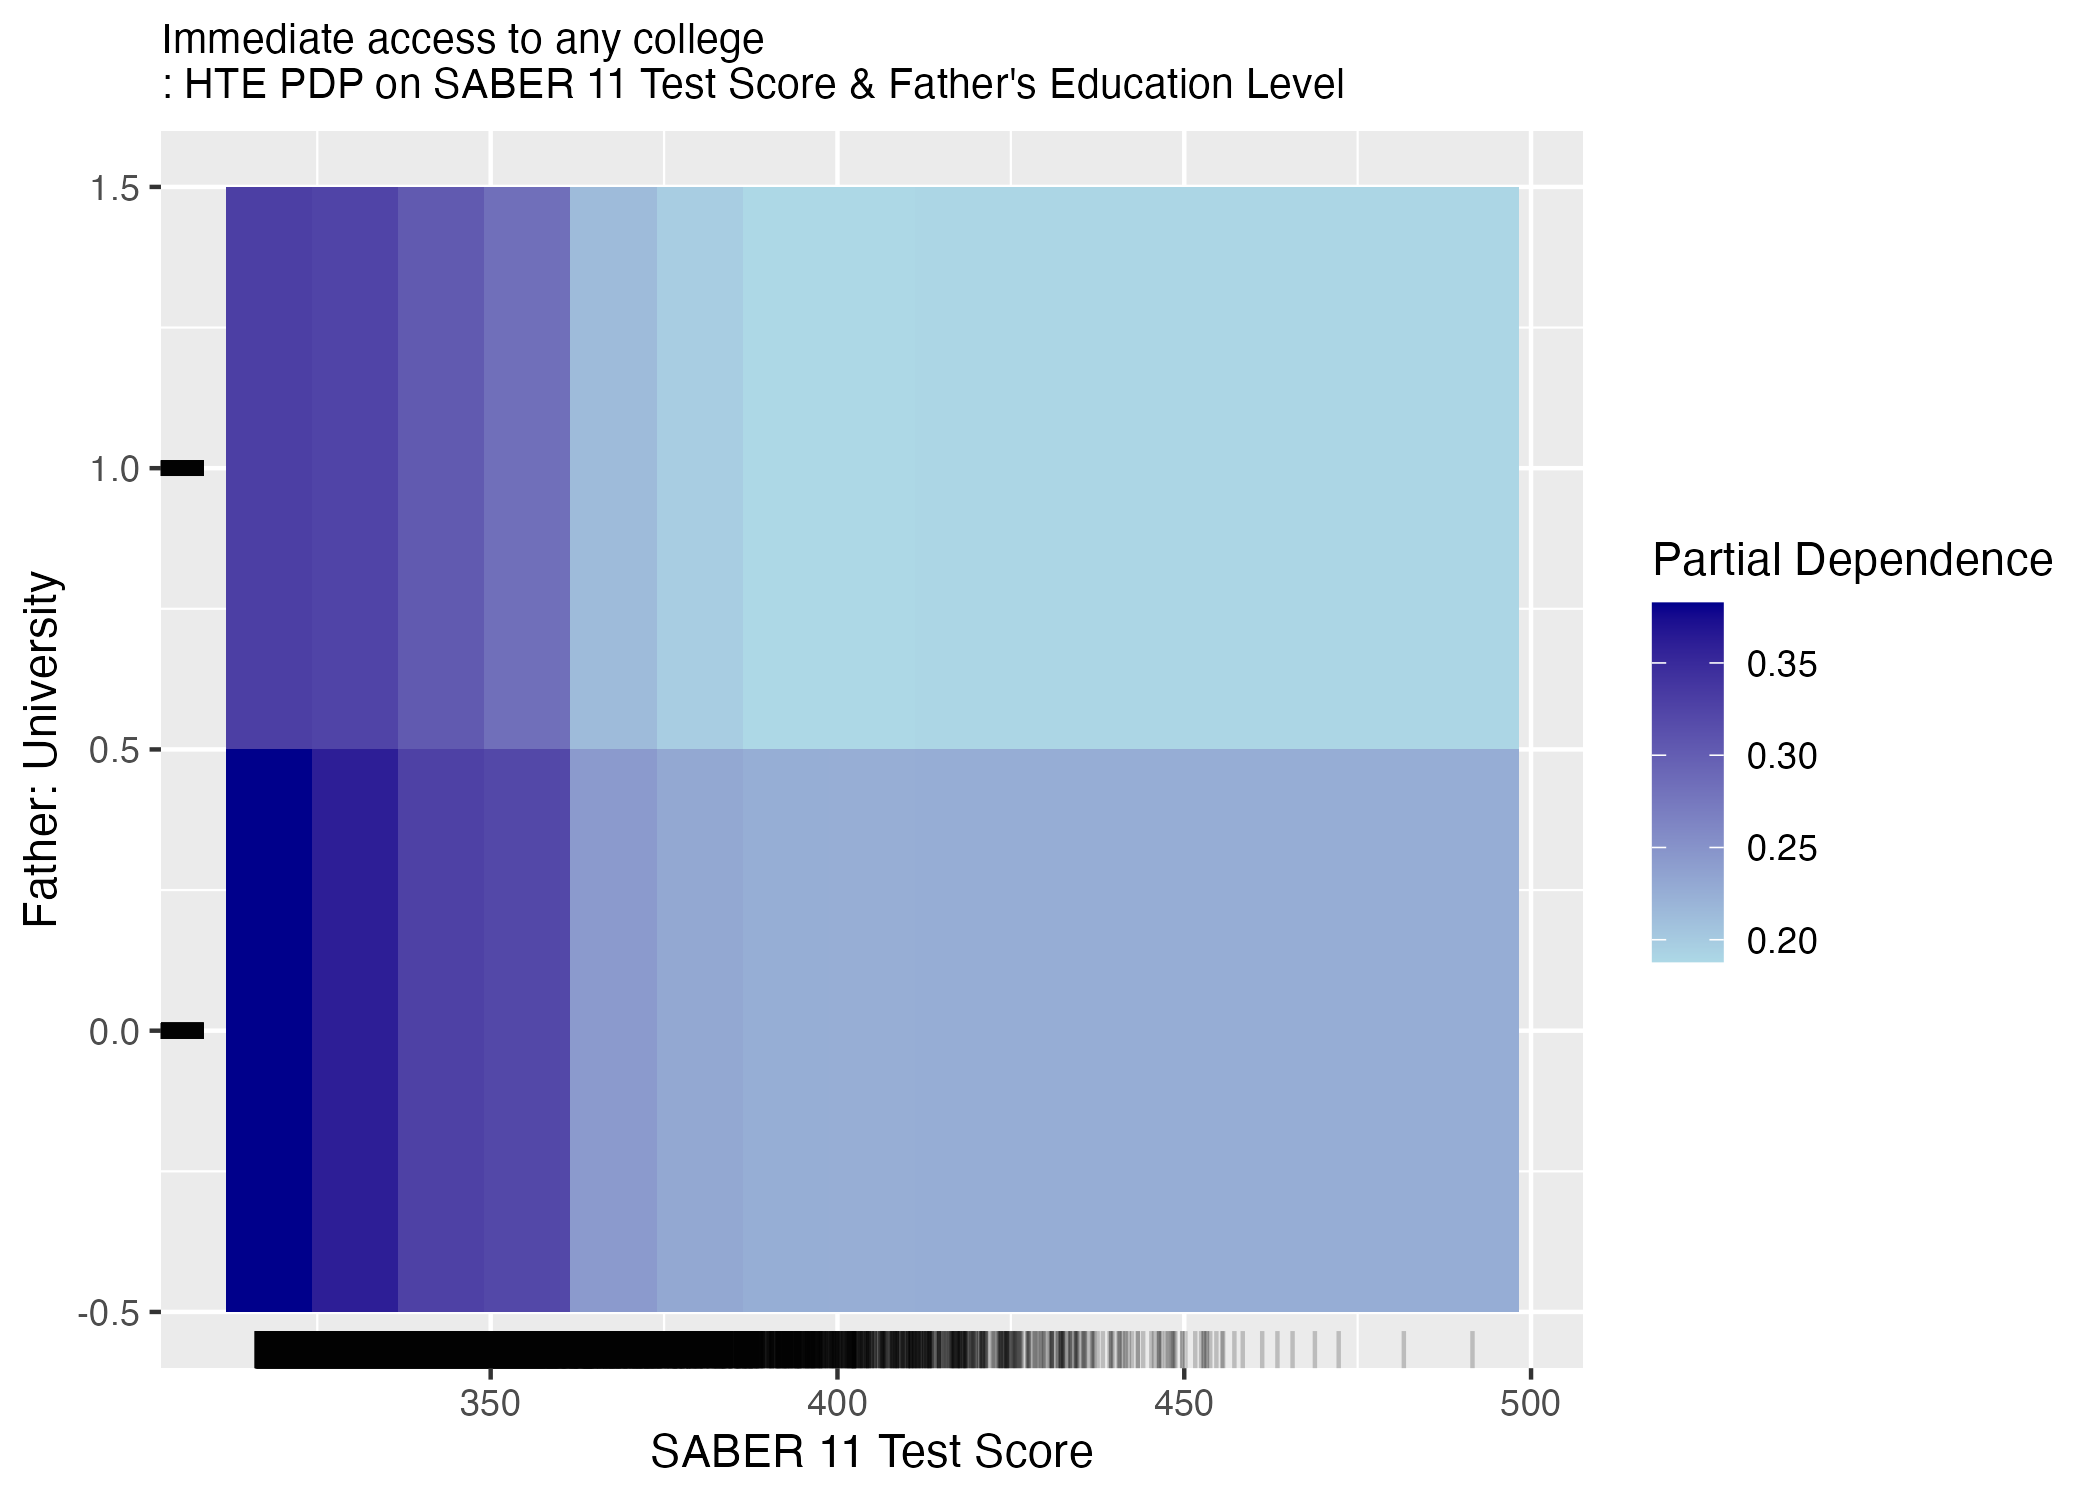 Immediate access to any college
: HTE PDP on SABER 11 Test Score & Father's Education Level
1.5
1.0
0.5
0.0
-0.5
Father: University
350
400
450
500
SABER 11 Test Score
Partial Dependence
0.35
0.30
0.25
0.20